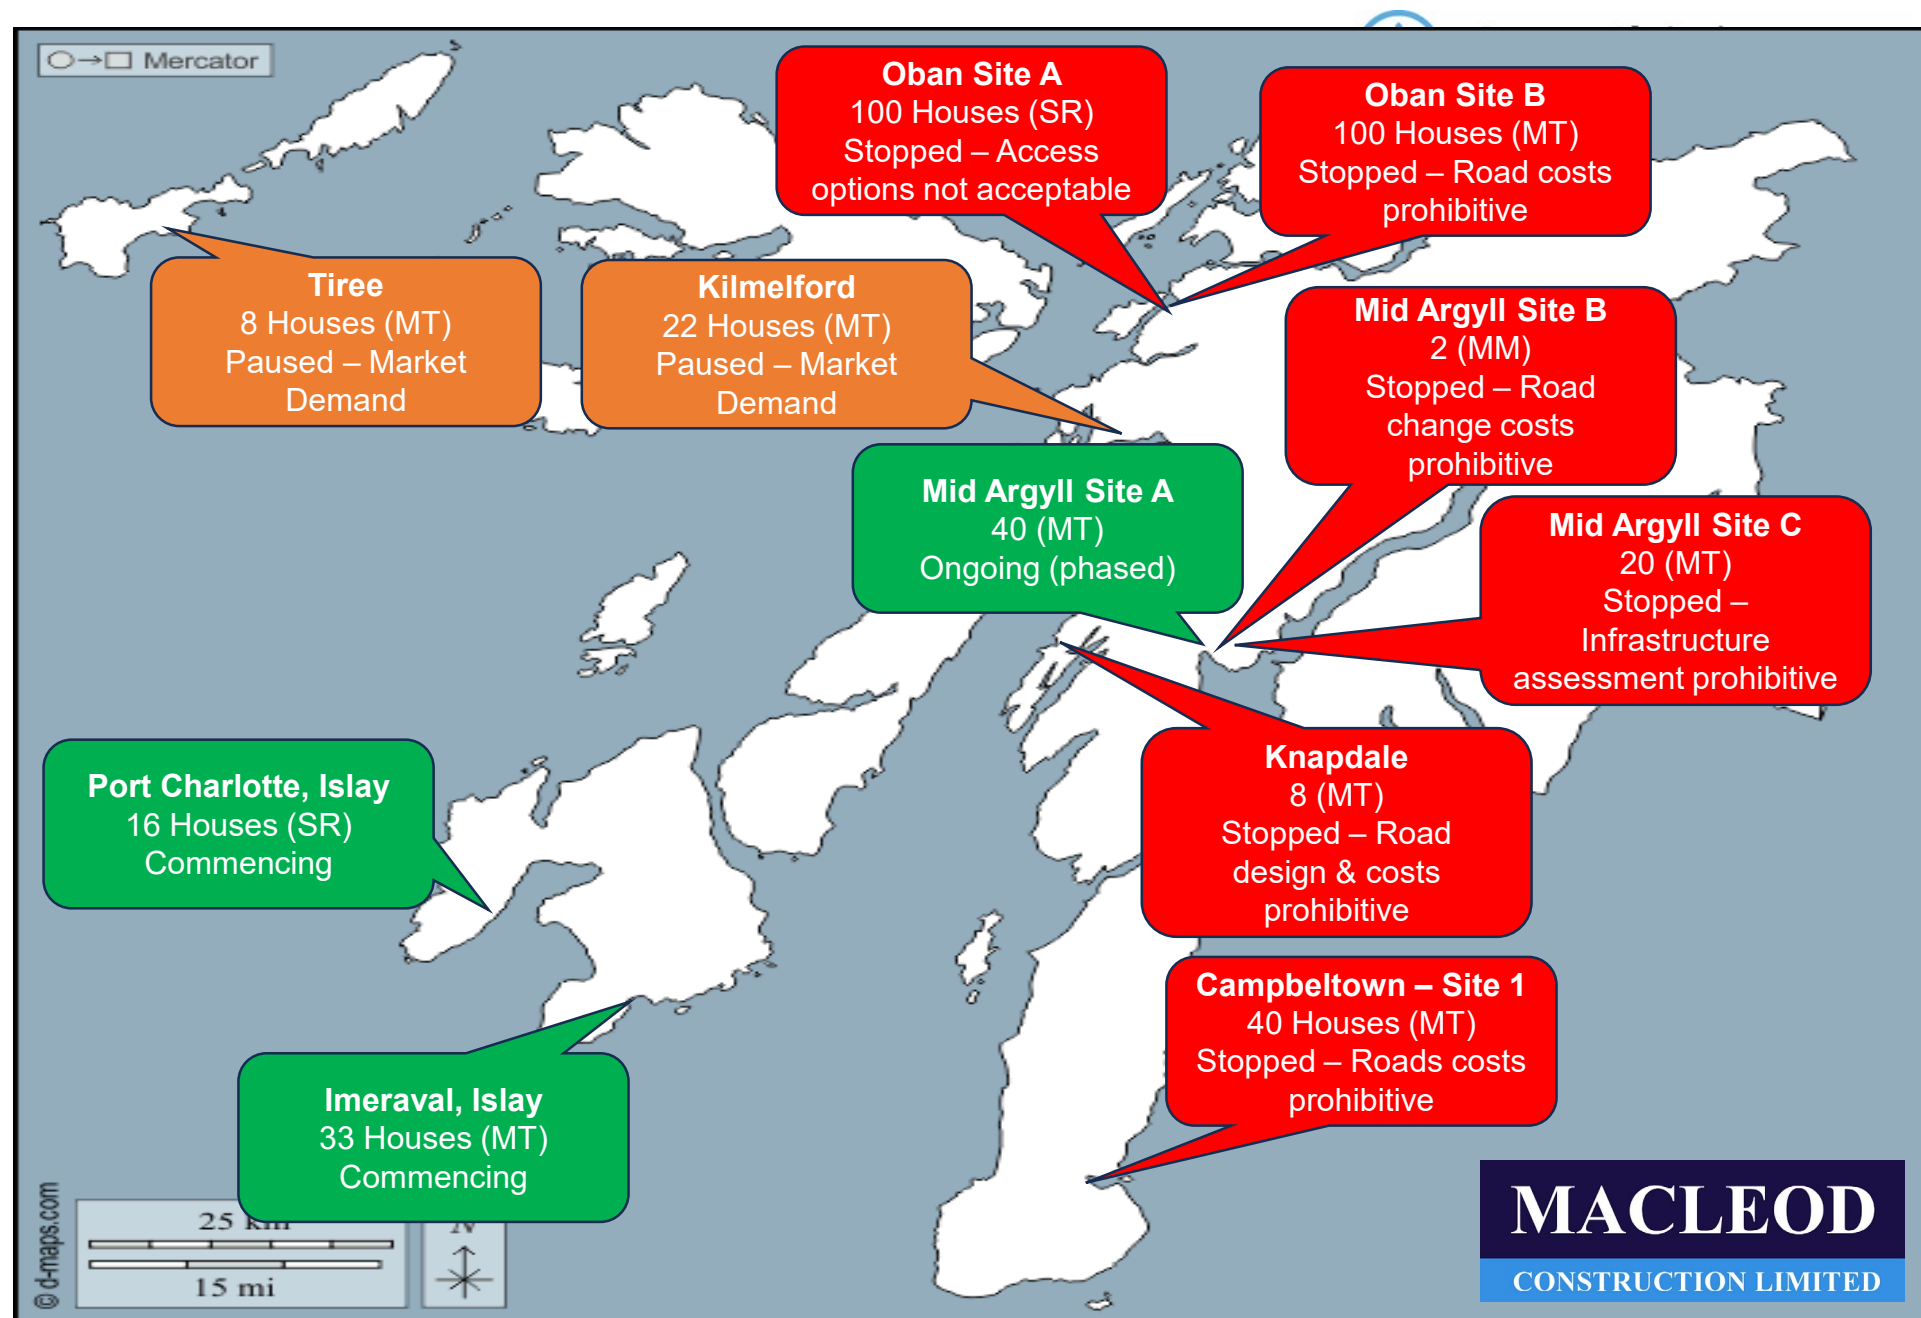 Mercator
Oban Site A
100 Houses (SR)
Stopped – Access
options not acceptable
Oban Site B
100 Houses (MT)
Stopped – Road costs
prohibitive
Tiree
8 Houses (MT)
Paused – Market
Demand
Kilmelford
22 Houses (MT)
Paused – Market
Demand
Mid Argyll Site B
2 (MM)
Stopped – Road
change costs
prohibitive
Mid Argyll Site A
40 (MT)
Ongoing (phased)
Mid Argyll Site C
20 (MT)
Stopped –
Infrastructure
assessment prohibitive
Port Charlotte, Islay
16 Houses (SR)
Commencing
Knapdale
8 (MT)
Stopped – Road
design & costs
prohibitive
Campbeltown – Site 1
40 Houses (MT)
Stopped – Roads costs
prohibitive
Imeraval, Islay
33 Houses (MT)
Commencing
© d-maps.com
25 km
15 mi
N
MACLEOD
CONSTRUCTION LIMITED